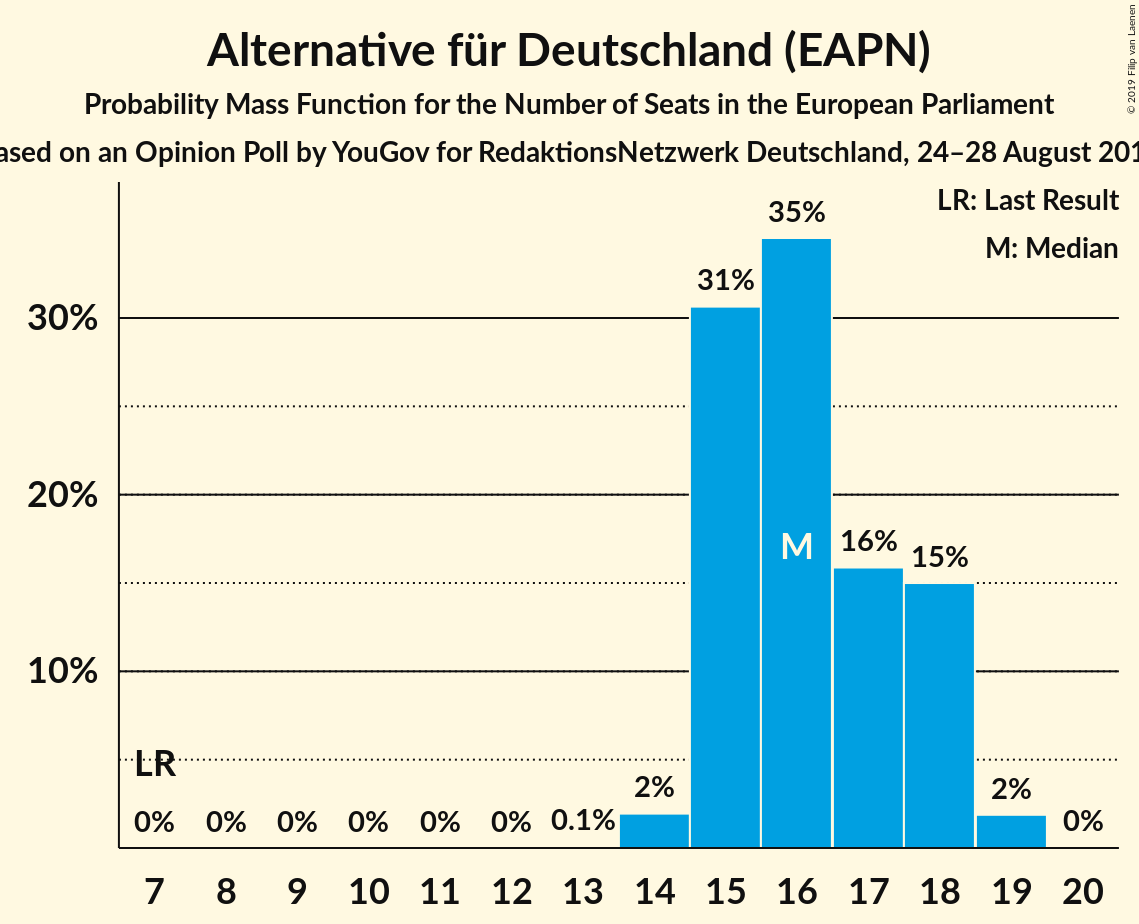 Alternative für Deutschland (EAPN)
Probability Mass Function for the Number of Seats in the European Parliament
ased on an Opinion Poll by YouGov for RedaktionsNetzwerk Deutschland, 24–28 August 201
© 2019 Filip van Laenen
LR: Last Result
M: Median
35%
31%
30%
20%
M
16%
15%
10%
LR
2%
2%
0%
0%
0%
0%
0%
0%
0.1%
0%
7 8 9 10 11 12 13 14 15 16 17 18 19 20